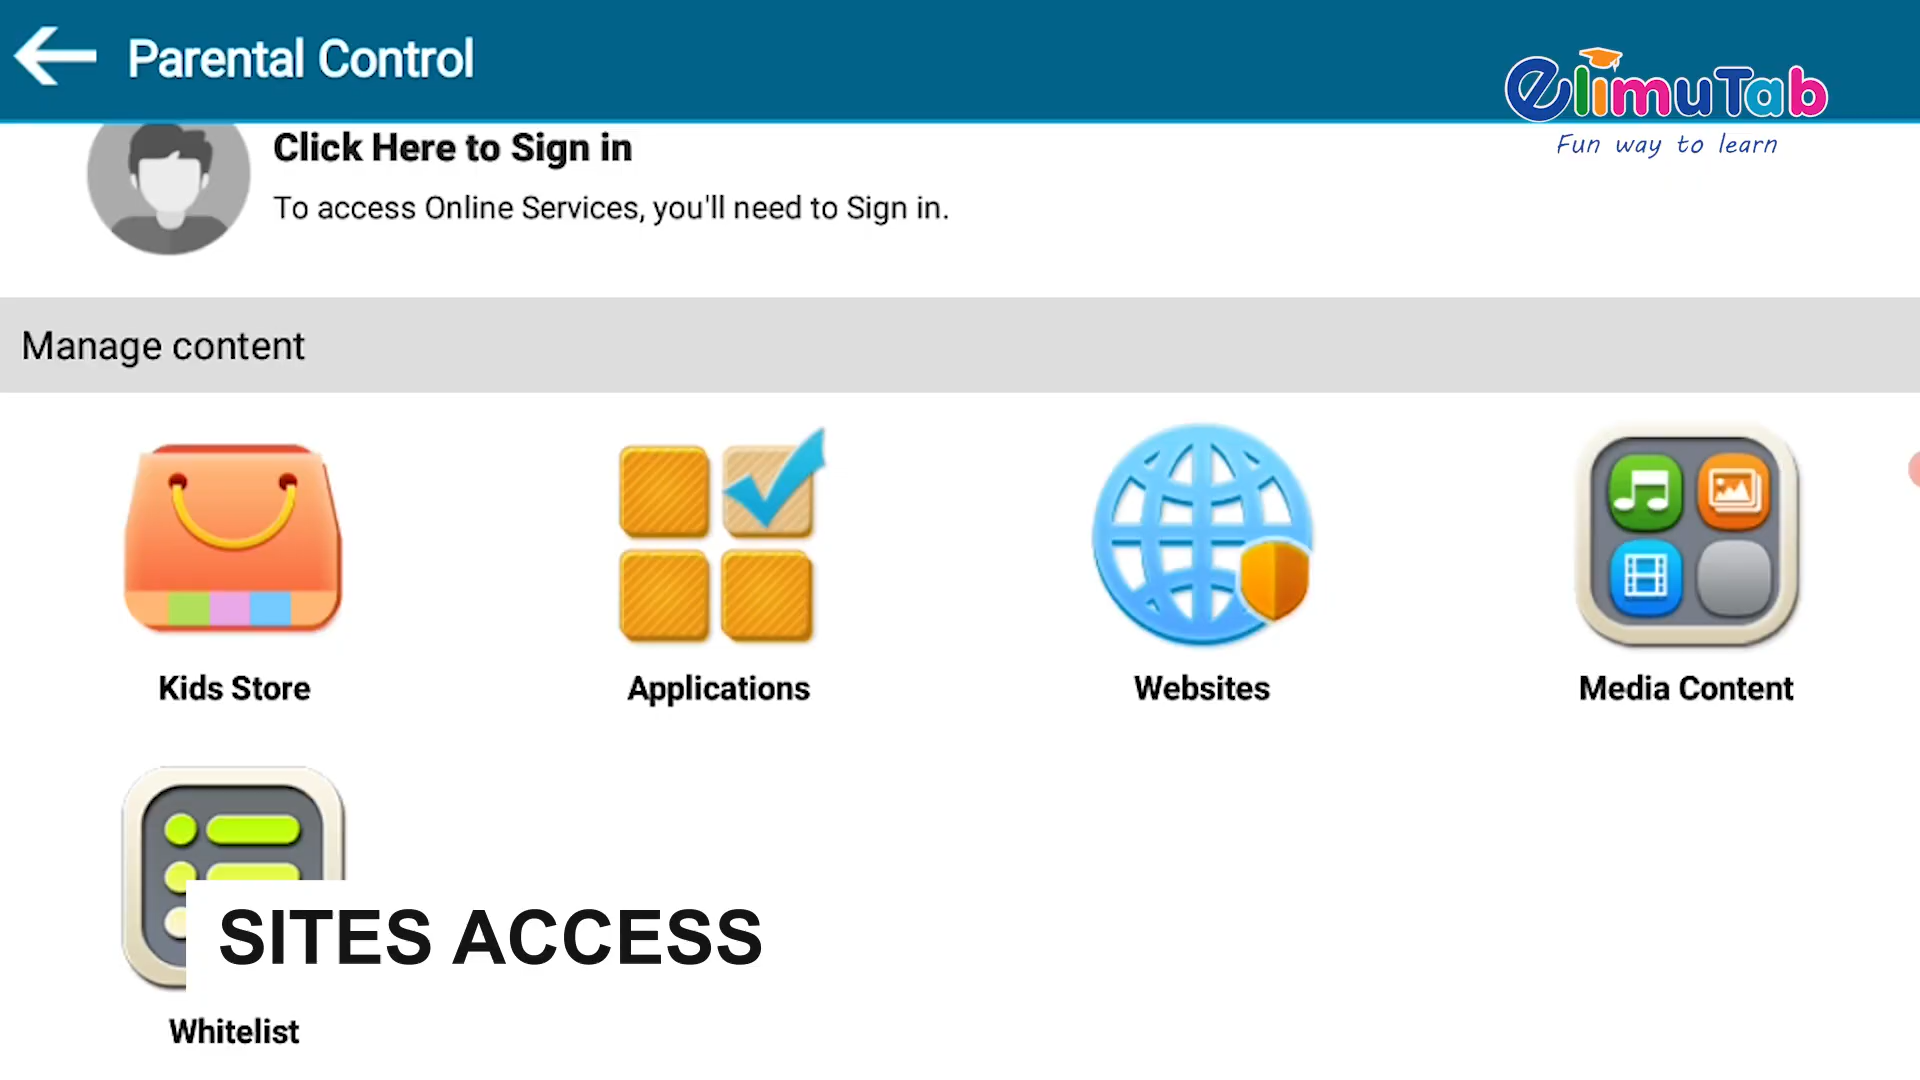 Parental Control
elimuTab
Fun way to learn
Click Here to Sign in
To access Online Services, you'll need to Sign in.
Manage content
Kids Store
Applications
Websites
Media Content
SITES ACCESS
Whitelist